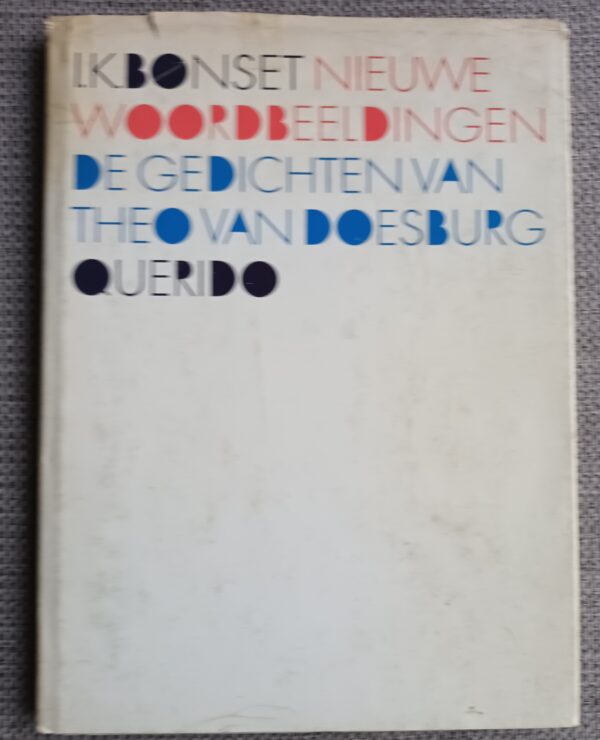 I.K.BONSET NIEUWE
WOORDBEELDINGEN
DE GEDICHTEN VAN
THEO VAN DOESBURG
QUERIDO